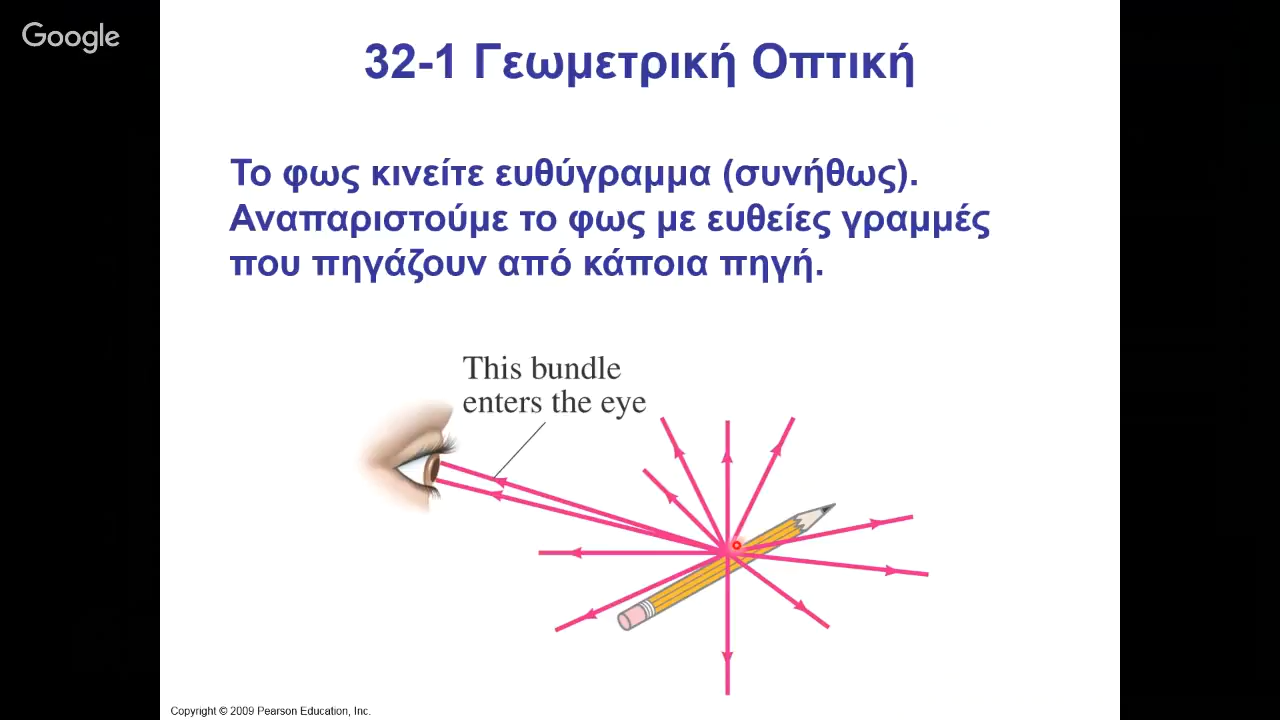 Google
32-1 Γεωμετρική Οπτική
Το φως κινείτε ευθύγραμμα (συνήθως).
Αναπαριστούμε το φως με ευθείες γραμμές
που πηγάζουν από κάποια πηγή.
This bundle
enters the eye
Copyright © 2009 Pearson Education, Inc.